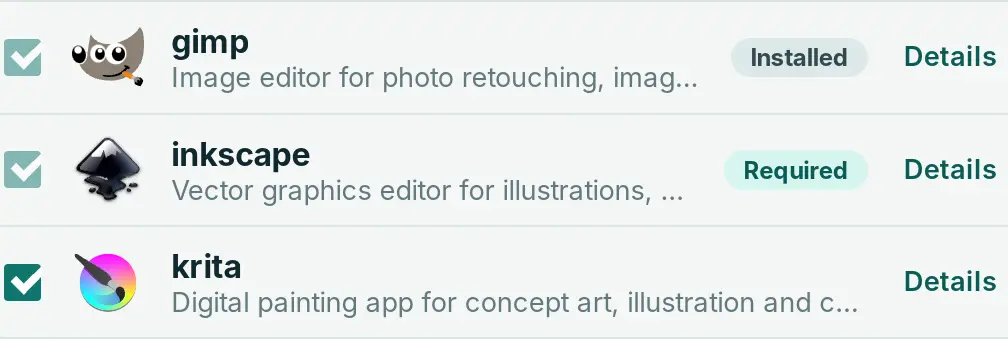 gimp
Image editor for photo retouching, imag...
Installed
Details
inkscape
Vector graphics editor for illustrations, ...
Required
Details
krita
Digital painting app for concept art, illustration and c...
Details